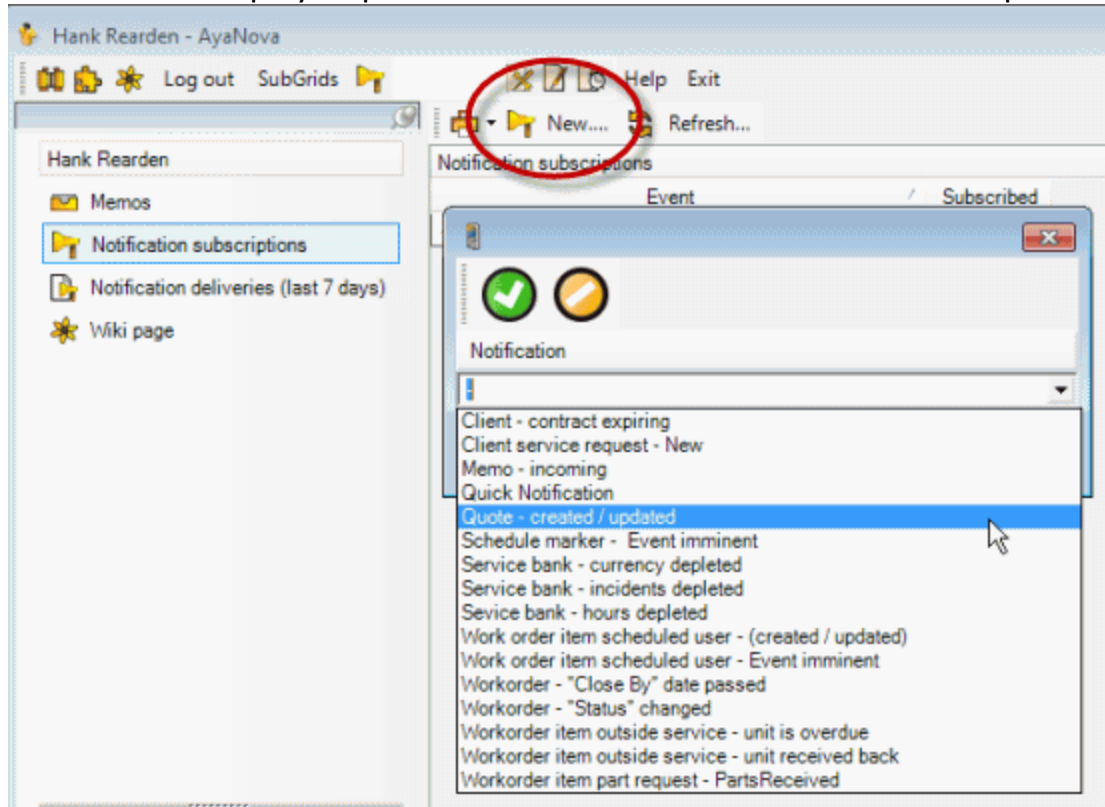 Hank Rearden - AyaNova
Log out SubGrids Help Exit
New.... Refresh...
Hank Rearden
Notification subscriptions
Event Subscribed
Memos
Notification subscriptions
Notification deliveries (last 7 days)
Wiki page
Notification
-
Client - contract expiring
Client service request - New
Memo - incoming
Quick Notification
Quote - created / updated
Schedule marker -  Event imminent
Service bank - currency depleted
Service bank - incidents depleted
Sevice bank - hours depleted
Work order item scheduled user - (created / updated)
Work order item scheduled user - Event imminent
Workorder - "Close By" date passed
Workorder - "Status" changed
Workorder item outside service - unit is overdue
Workorder item outside service - unit received back
Workorder item part request - PartsReceived